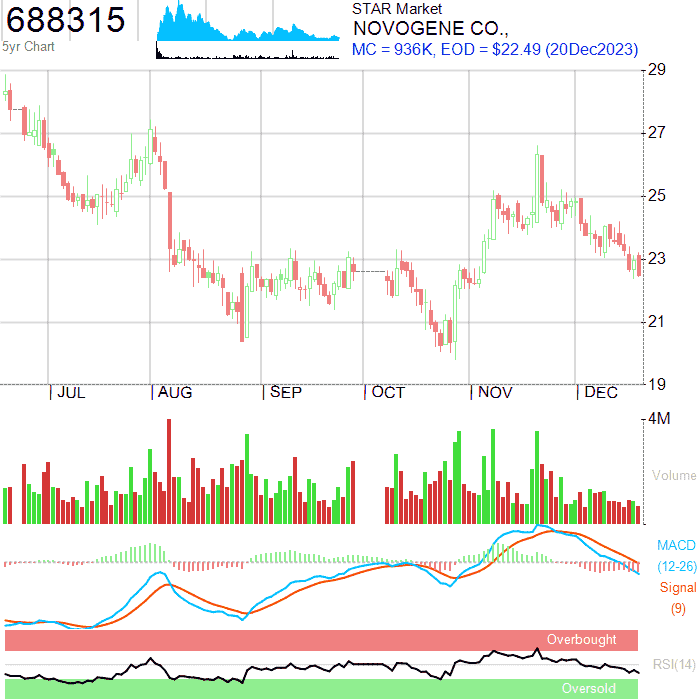 688315
5yr Chart
STAR Market
NOVOGENE CO.,
MC = 936K, EOD = $22.49 (20Dec2023)
29
27
25
23
21
19
JUL AUG SEP OCT NOV DEC
4M
Volume
MACD
(12-26)
Signal
(9)
Overbought
RSI(14)
Oversold